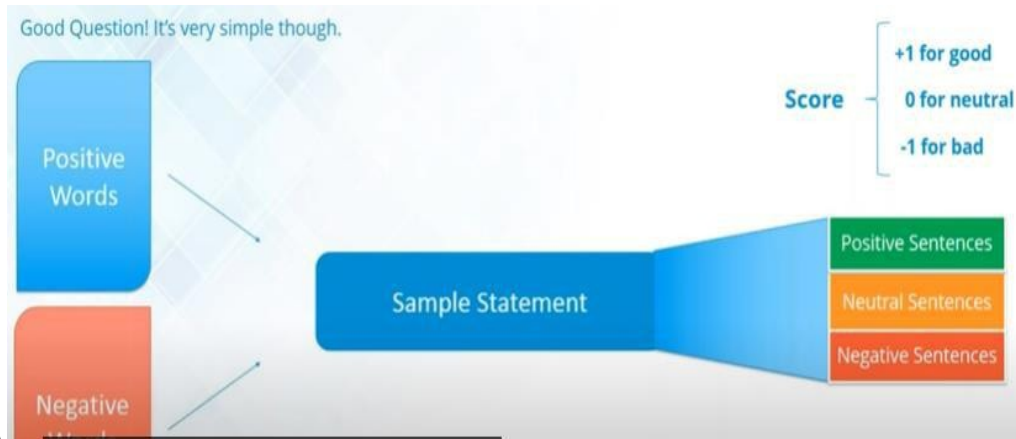 Good Question! It's very simple though.
+1 for good
Score
0 for neutral
-1 for bad
Positive
Words
Sample Statement
Positive Sentences
Neutral Sentences
Negative Sentences
Negative